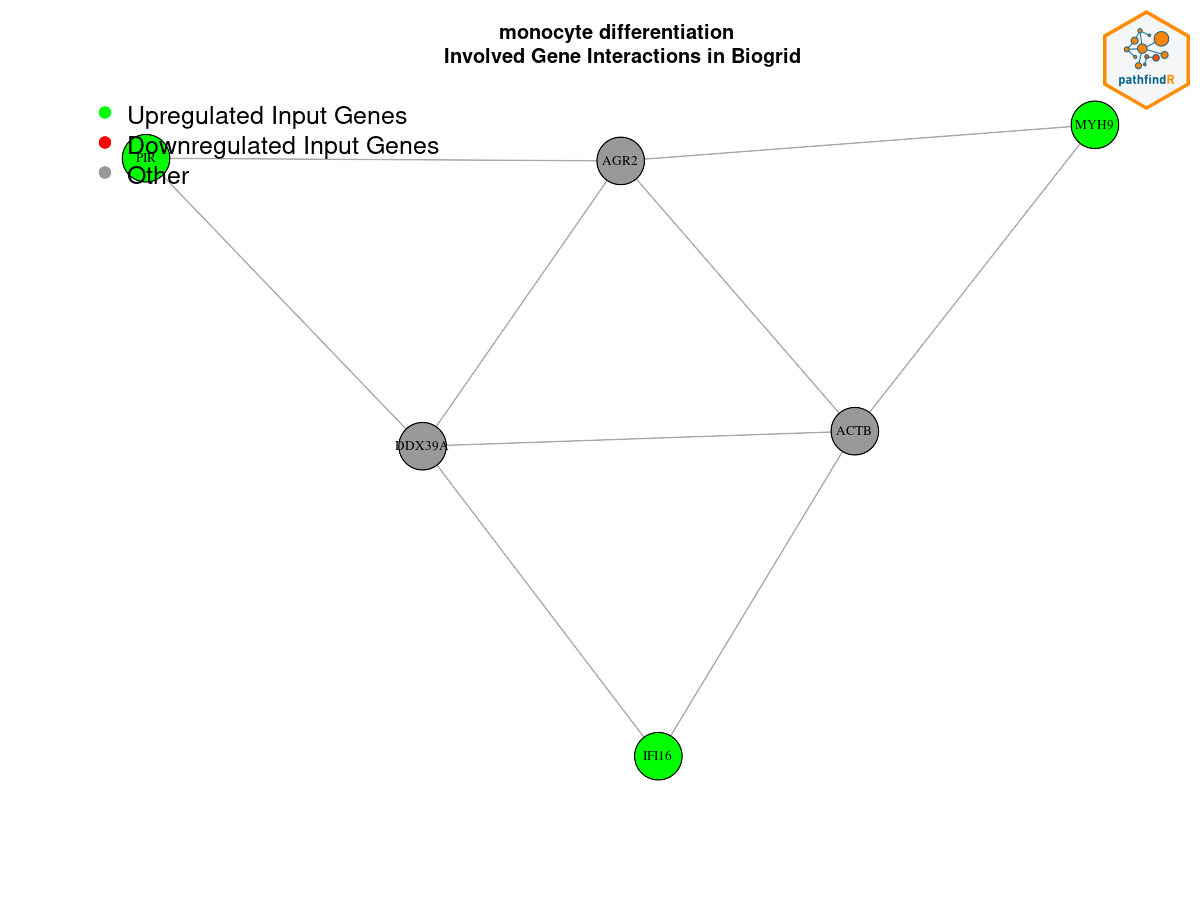 monocyte differentiation
Involved Gene Interactions in Biogrid
pathfindR
Upregulated Input Genes
Downregulated Input Genes
Other
PIR
AGR2
MYH9
DDX39A
ACTB
IFI16